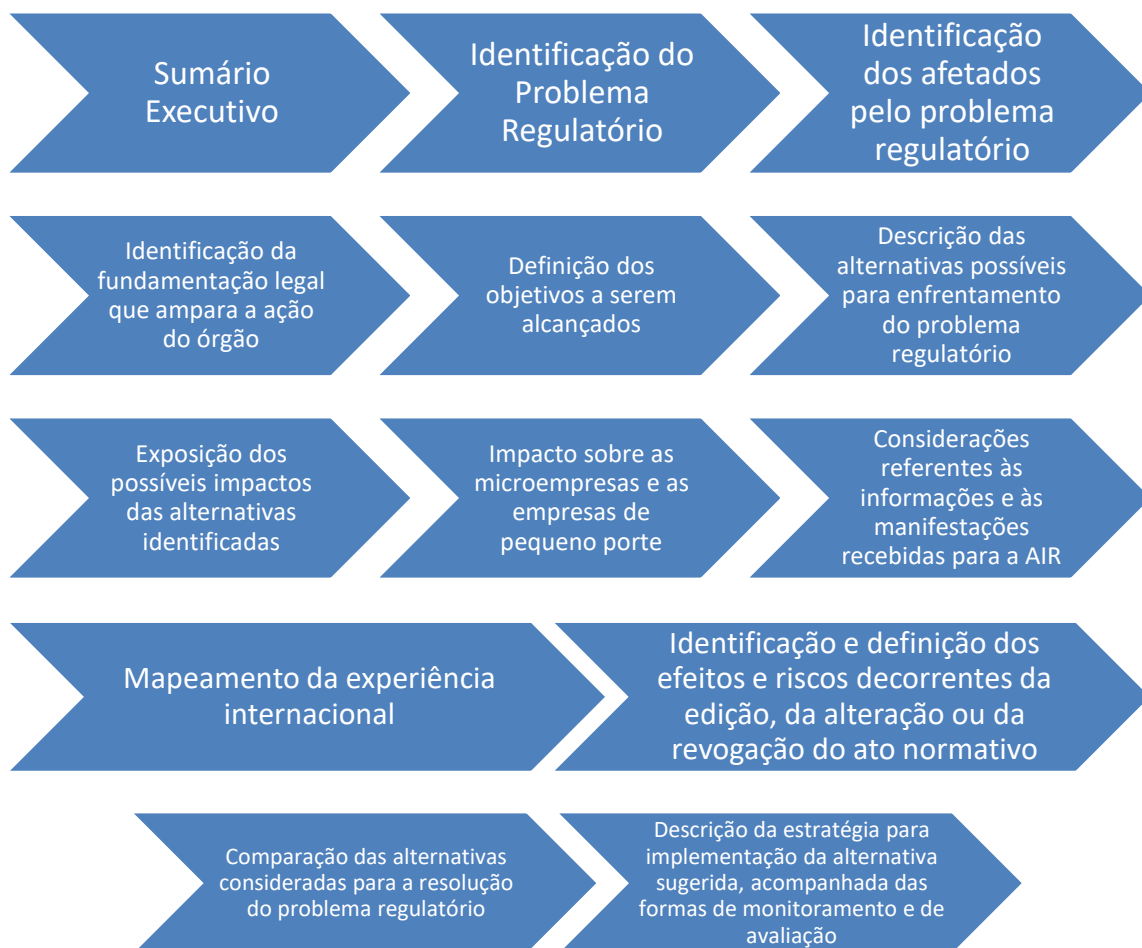 Sumário
Executivo
Identificação do
Problema
Regulatório
Identificação
dos afetados
pelo problema
regulatório
Identificação da
fundamentação legal
que ampara a ação
do órgão
Definição dos
objetivos a serem
alcançados
Descrição das
alternativas possíveis
para enfrentamento
do problema
regulatório
Exposição dos
possíveis impactos
das alternativas
identificadas
Impacto sobre as
microempresas e as
empresas de
pequeno porte
Considerações
referentes às
informações e às
manifestações
recebidas para a AIR
Mapeamento da experiência
internacional
Identificação e definição dos
efeitos e riscos decorrentes da
edição, da alteração ou da
revogação do ato normativo
Comparação das alternativas
consideradas para a resolução
do problema regulatório
Descrição da estratégia para
implementação da alternativa
sugerida, acompanhada das
formas de monitoramento e de
avaliação